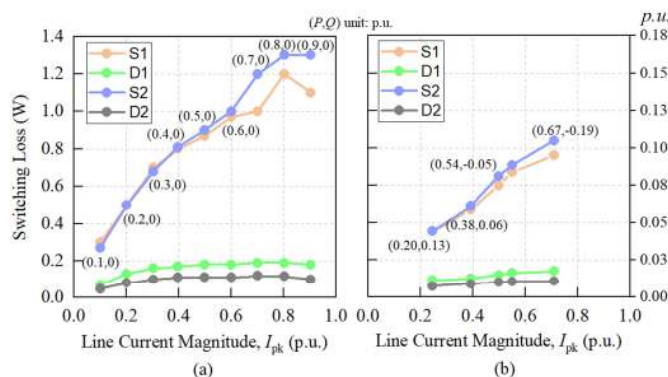 (P,Q) unit: p.u.
p.u.
1.4
1.2
1.0
0.8
0.6
0.4
0.2
0.0
Switching Loss (W)
S1
D1
S2
D2
(0.1,0)
(0.2,0)
(0.3,0)
(0.4,0)
(0.5,0)
(0.6,0)
(0.7,0)
(0.8,0)
(0.9,0)
0.0 0.2 0.4 0.6 0.8 1.0
Line Current Magnitude, Ipk (p.u.)
(a)
S1
D1
S2
D2
(0.20,0.13)
(0.38,0.06)
(0.54,-0.05)
(0.67,-0.19)
0.18
0.15
0.13
0.10
0.08
0.05
0.03
0.00
0.0 0.2 0.4 0.6 0.8 1.0
Line Current Magnitude, Ipk (p.u.)
(b)